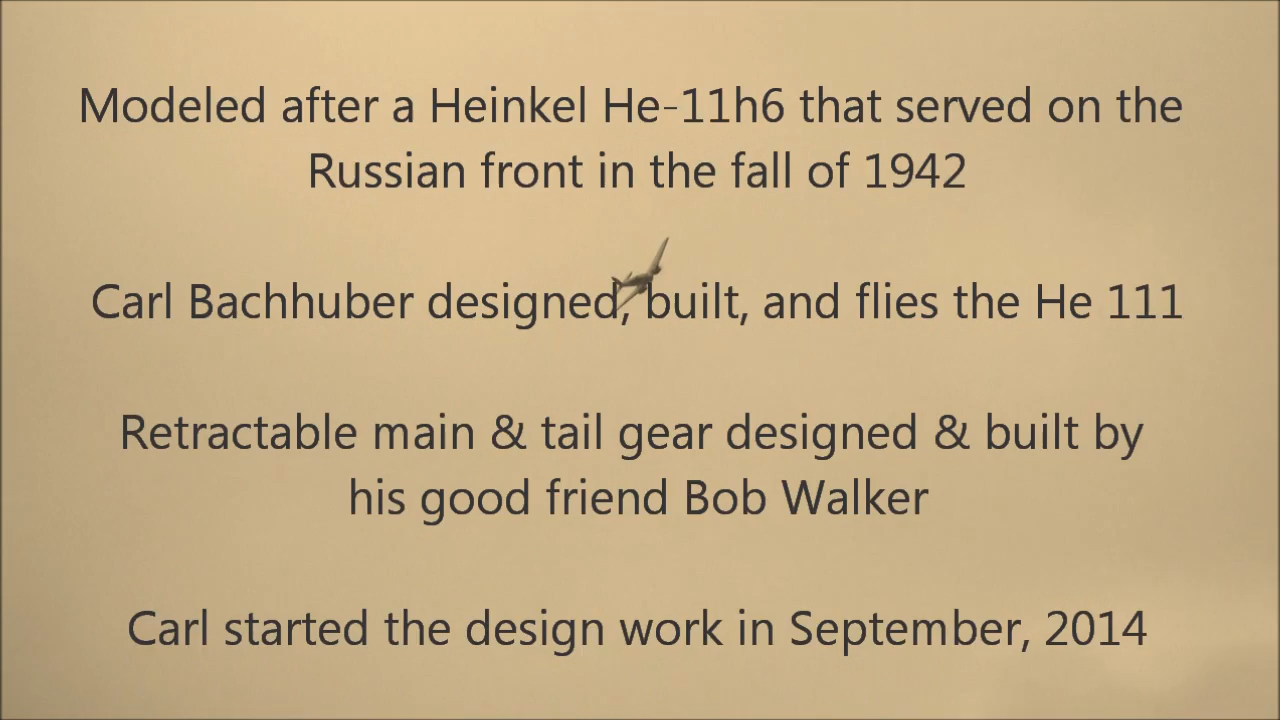 Modeled after a Heinkel He-11h6 that served on the
Russian front in the fall of 1942
Carl Bachhuber designed, built, and flies the He 111
Retractable main & tail gear designed & built by
his good friend Bob Walker
Carl started the design work in September, 2014